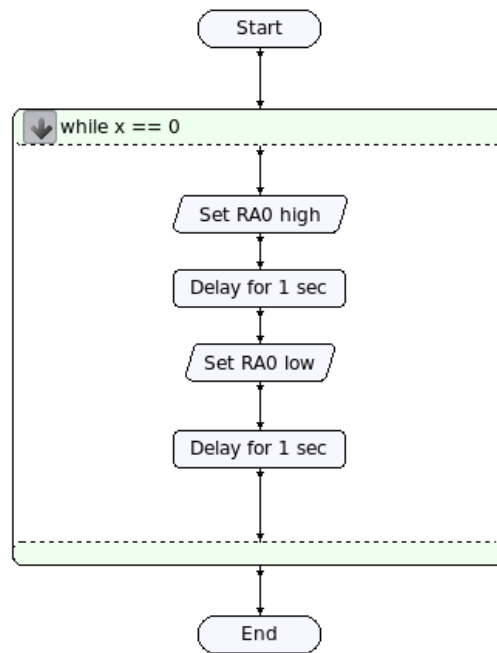 Start
while x == 0
Set RA0 high
Delay for 1 sec
Set RA0 low
Delay for 1 sec
End